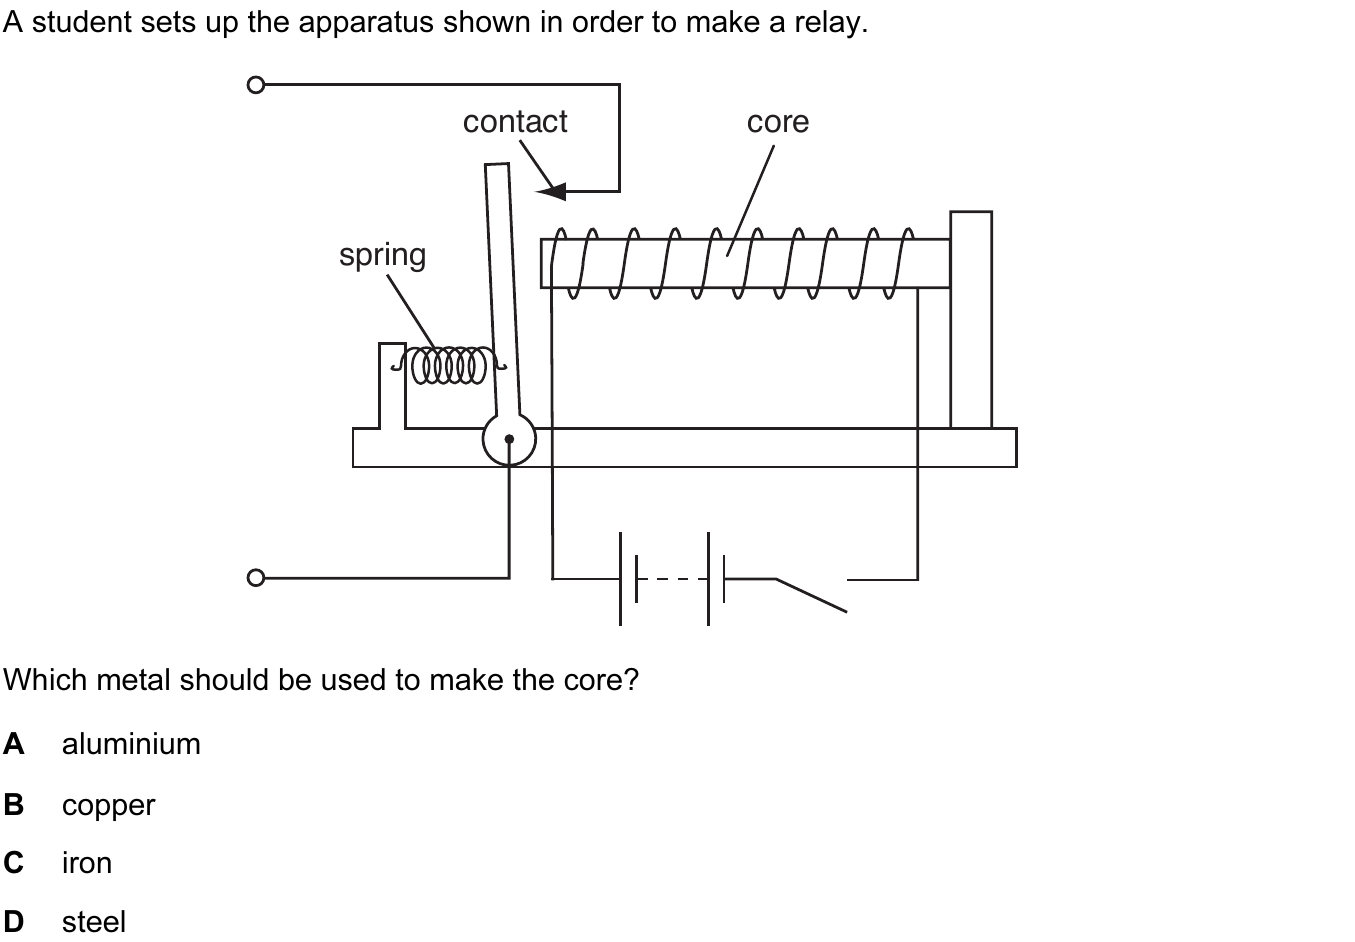 A student sets up the apparatus shown in order to make a relay.
contact
core
spring
Which metal should be used to make the core?
A aluminium
B copper
C iron
D steel